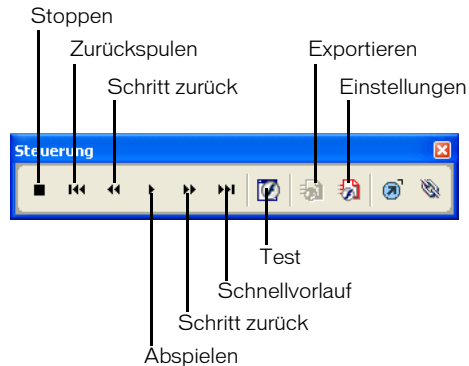 Stoppen
Zurückspulen
Exportieren
Schritt zurück
Einstellungen
Steuerung
Test
Schnellvorlauf
Schritt zurück
Abspielen